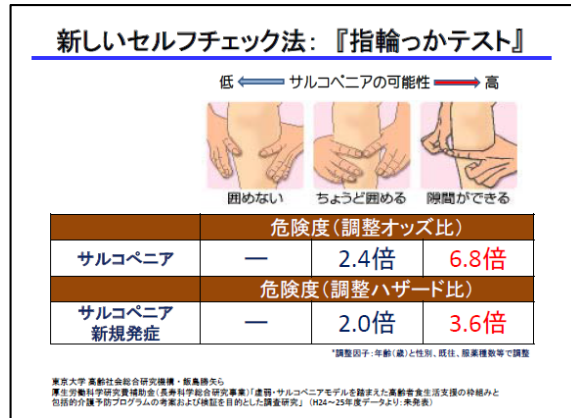 新しいセルフチェック法：『指輪っかテスト』
低 サルコペニアの可能性 高
囲めない ちょうど囲める 隙間ができる
危険度（調整オッズ比）
サルコペニア ― 2.4倍 6.8倍
危険度（調整ハザード比）
サルコペニア
新規発症 ― 2.0倍 3.6倍
*調整因子：年齢（歳）と性別、既往、服薬種数等で調整
東京大学 高齢社会総合研究機構・飯島勝矢ら
厚生労働科学研究費補助金（長寿科学総合研究事業）「虚弱・サルコペニアモデルを踏まえた高齢者食生活支援の枠組みと
包括的介護予防プログラムの考案および検証を目的とした調査研究」（H24～25年度データより：未発表）